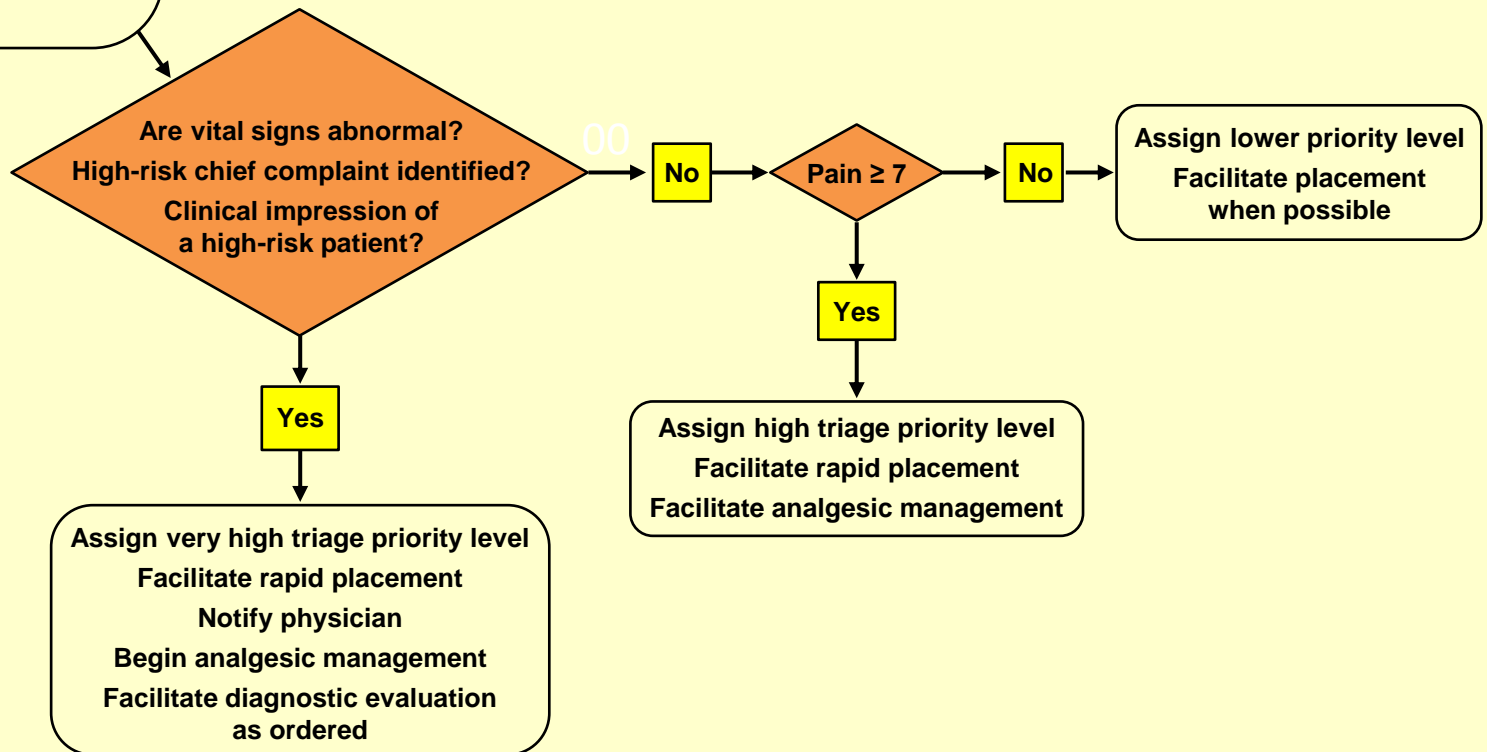 Are vital signs abnormal?
High-risk chief complaint identified?
Clinical impression of
a high-risk patient?
00
No
Pain ≥ 7
No
Assign lower priority level
Facilitate placement
when possible
Yes
Assign high triage priority level
Facilitate rapid placement
Facilitate analgesic management
Yes
Assign very high triage priority level
Facilitate rapid placement
Notify physician
Begin analgesic management
Facilitate diagnostic evaluation
as ordered